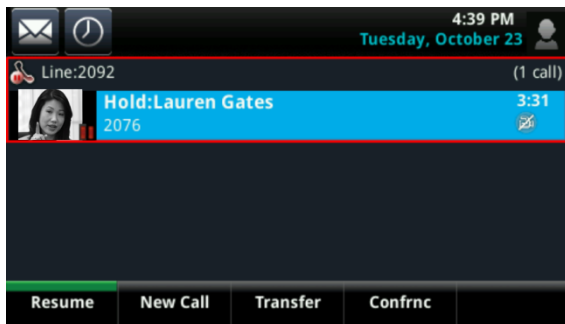 4:39 PM
Tuesday, October 23
Line:2092 (1 call)
Hold:Lauren Gates 3:31
2076
Resume New Call Transfer Confrnc